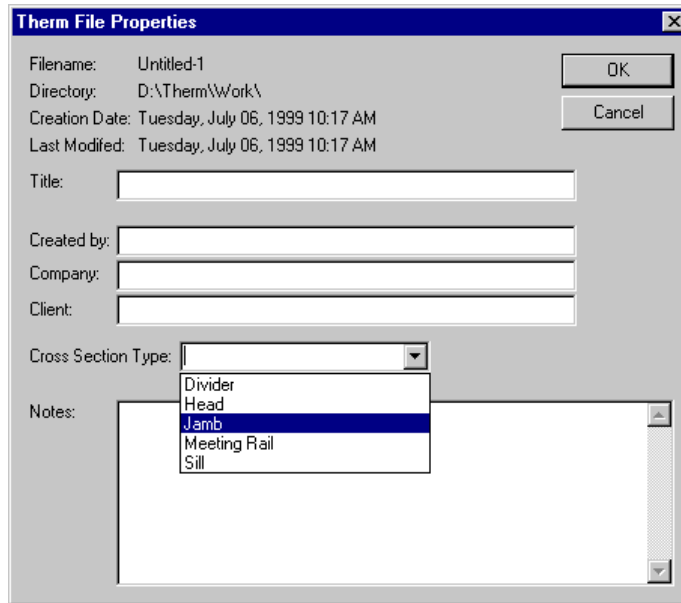 Therm File Properties
Filename: Untitled-1
OK
Directory: D:\Therm\Work\
Creation Date: Tuesday, July 06, 1999 10:17 AM
Cancel
Last Modifed: Tuesday, July 06, 1999 10:17 AM
Title:
Created by:
Company:
Client:
Cross Section Type:
Divider
Head
Jamb
Meeting Rail
Sill
Notes: